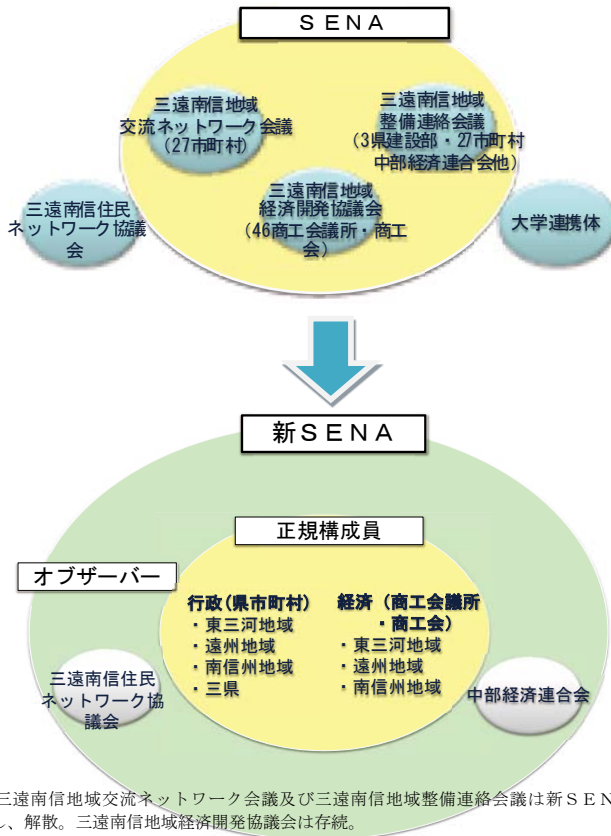 ＳＥＮＡ
三遠南信地域
交流ネットワーク会議
(27市町村)
三遠南信地域
整備連絡会議
(3県建設部・27市町村
中部経済連合会他)
三遠南信住民
ネットワーク協議
会
三遠南信地域
経済開発協議会
(46商工会議所・商工
会)
大学連携体
新ＳＥＮＡ
正規構成員
オブザーバー
行政(県市町村)
・東三河地域
・遠州地域
・南信州地域
・三県
経済（商工会議所
・商工会）
・東三河地域
・遠州地域
・南信州地域
三遠南信住民
ネットワーク協
議会
中部経済連合会
三遠南信地域交流ネットワーク会議及び三遠南信地域整備連絡会議は新ＳＥＮ
、解散。三遠南信地域経済開発協議会は存続。